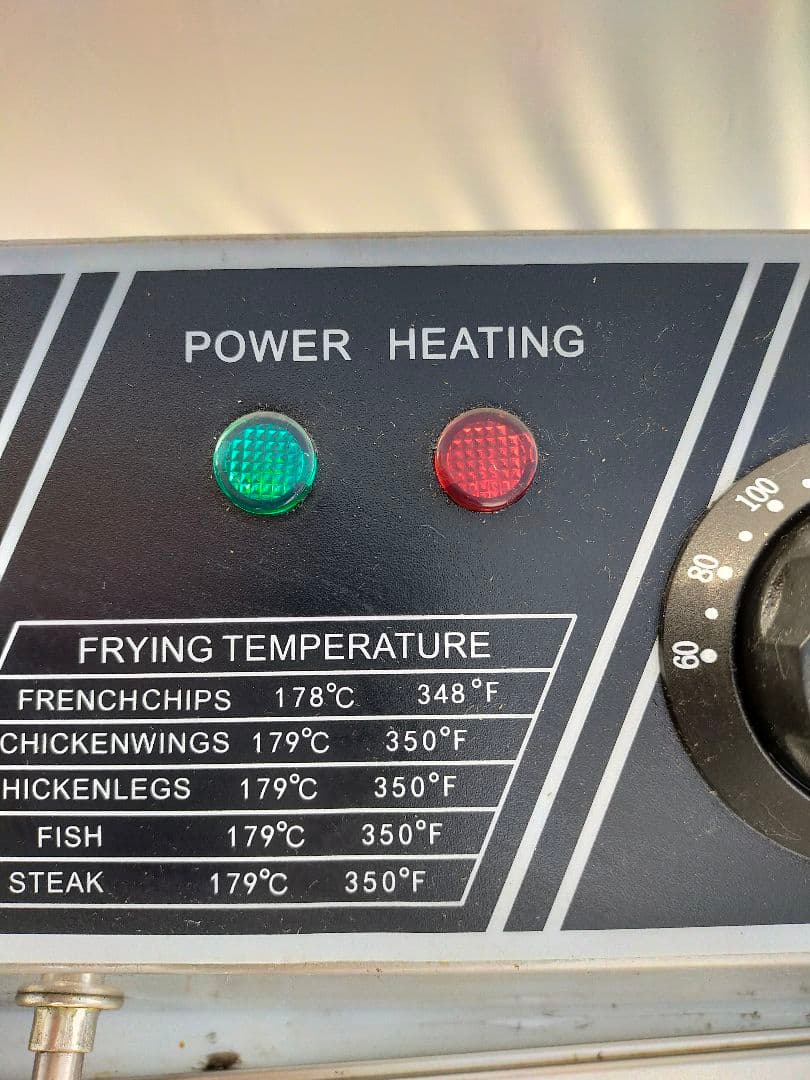 POWER HEATING
FRYING TEMPERATURE
FRENCHCHIPS 178°C 348°F
CHICKENWINGS 179°C 350°F
HICKENLEGS 179°C 350°F
FISH 179°C 350°F
STEAK 179°C 350°F
100
80
60